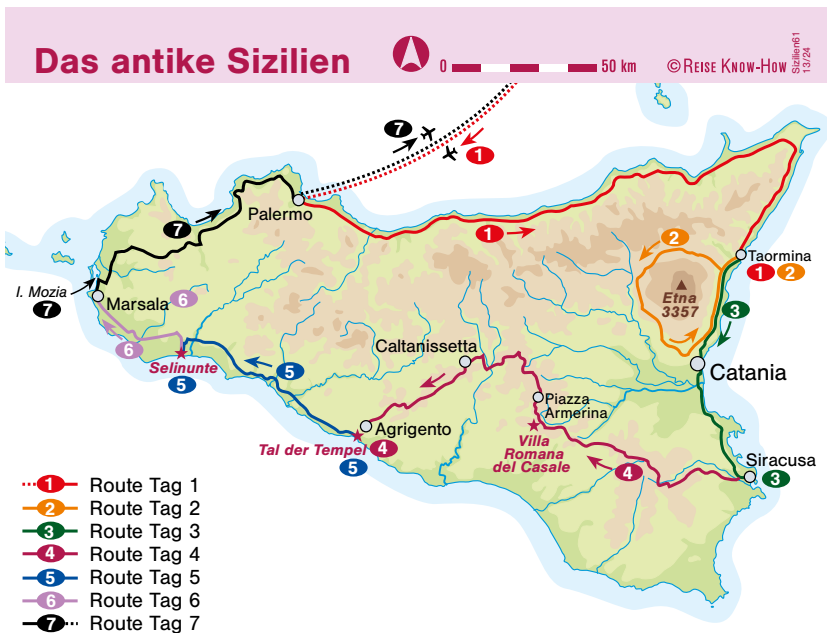 Das antike Sizilien
0 50 km
© REISE KNOW-HOW
Sizilien61
13/24
7
1
Palermo
7
1
2
Taormina
1 2
I. Mozia
7
Marsala
6
Etna
3357
3
6
Selinunte
5
5
Caltanissetta
Catania
Piazza
Armerina
Agrigento
Tal der Tempel 4
5
Villa
Romana
del Casale
4
Siracusa
3
1 Route Tag 1
2 Route Tag 2
3 Route Tag 3
4 Route Tag 4
5 Route Tag 5
6 Route Tag 6
7 Route Tag 7